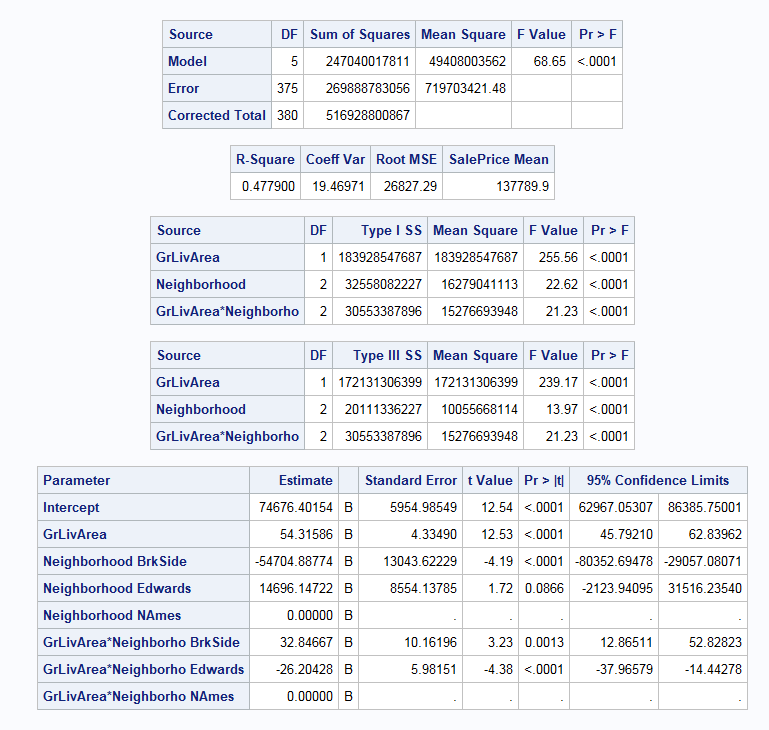 Source DF Sum of Squares Mean Square F Value Pr > F
Model 5 247040017811 49408003562 68.65 <.0001
Error 375 269888783056 719703421.48
Corrected Total 380 516928800867
R-Square Coeff Var Root MSE SalePrice Mean
0.477900 19.46971 26827.29 137789.9
Source DF Type I SS Mean Square F Value Pr > F
GrLivArea 1 183928547687 183928547687 255.56 <.0001
Neighborhood 2 32558082227 16279041113 22.62 <.0001
GrLivArea*Neighborho 2 30553387896 15276693948 21.23 <.0001
Source DF Type III SS Mean Square F Value Pr > F
GrLivArea 1 172131306399 172131306399 239.17 <.0001
Neighborhood 2 20111336227 10055668114 13.97 <.0001
GrLivArea*Neighborho 2 30553387896 15276693948 21.23 <.0001
Parameter Estimate Standard Error t Value Pr > |t| 95% Confidence Limits
Intercept 74676.40154 B 5954.98549 12.54 <.0001 62967.05307 86385.75001
GrLivArea 54.31586 B 4.33490 12.53 <.0001 45.79210 62.83962
Neighborhood BrkSide -54704.88774 B 13043.62229 -4.19 <.0001 -80352.69478 -29057.08071
Neighborhood Edwards 14696.14722 B 8554.13785 1.72 0.0866 -2123.94095 31516.23540
Neighborhood NAmes 0.00000 B . . . . .
GrLivArea*Neighborho BrkSide 32.84667 B 10.16196 3.23 0.0013 12.86511 52.82823
GrLivArea*Neighborho Edwards -26.20428 B 5.98151 -4.38 <.0001 -37.96579 -14.44278
GrLivArea*Neighborho NAmes 0.00000 B . . . . .